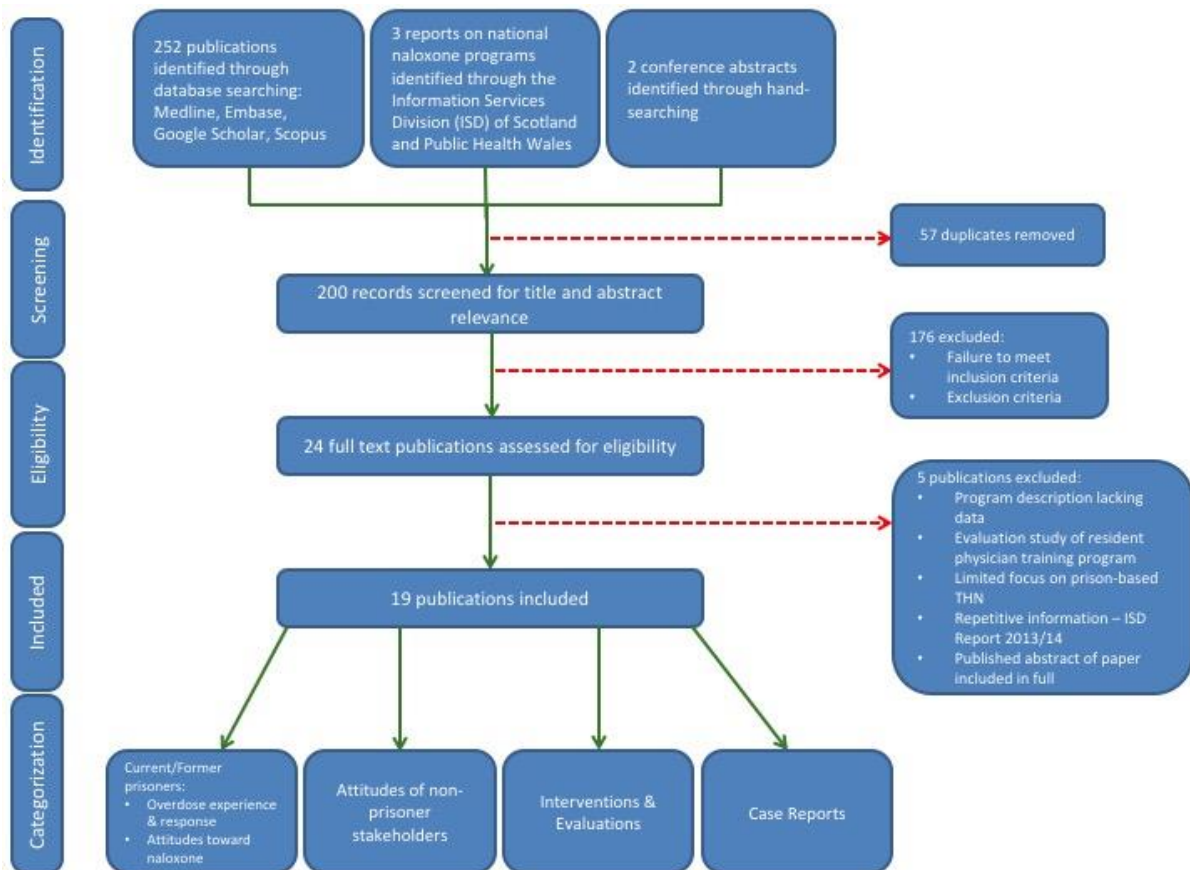 Identification
252 publications
identified through
database searching:
Medline, Embase,
Google Scholar, Scopus
3 reports on national
naloxone programs
identified through the
Information Services
Division (ISD) of Scotland
and Public Health Wales
2 conference abstracts
identified through hand-
searching
Screening
57 duplicates removed
200 records screened for title and abstract
relevance
176 excluded:
• Failure to meet
inclusion criteria
• Exclusion criteria
Eligibility
24 full text publications assessed for eligibility
5 publications excluded:
• Program description lacking
data
• Evaluation study of resident
physician training program
• Limited focus on prison-based
THN
• Repetitive information – ISD
Report 2013/14
• Published abstract of paper
included in full
Included
19 publications included
Categorization
Current/Former
prisoners:
• Overdose experience
& response
• Attitudes toward
naloxone
Attitudes of non-
prisoner
stakeholders
Interventions &
Evaluations
Case Reports